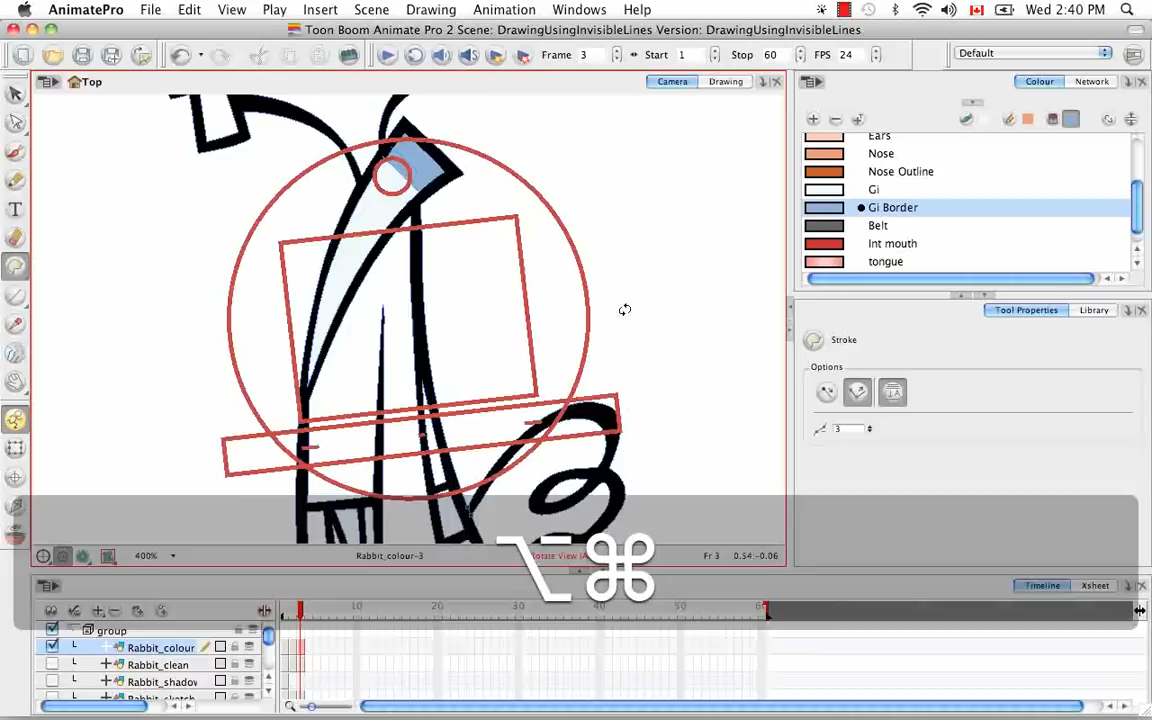 AnimatePro File Edit View Play Insert Scene Drawing Animation Windows Help Wed 2:40 PM
Toon Boom Animate Pro 2 Scene: DrawingUsingInvisibleLines Version: DrawingUsingInvisibleLines
Frame 3 Start 1 Stop 60 FPS 24 Default
Top Camera Drawing Colour Network
Ears
Nose
Nose Outline
Gi
Gi Border
Belt
Int mouth
tongue
Tool Properties Library
Stroke
Options
3
400% Rabbit_colour-3 Rotate View Fr 3 0.54:-0.06
⌥⌘
Timeline Xsheet
10 20 30 40 50 60
group
Rabbit_colour
Rabbit_clean
Rabbit_shadow
Rabbit_sketch